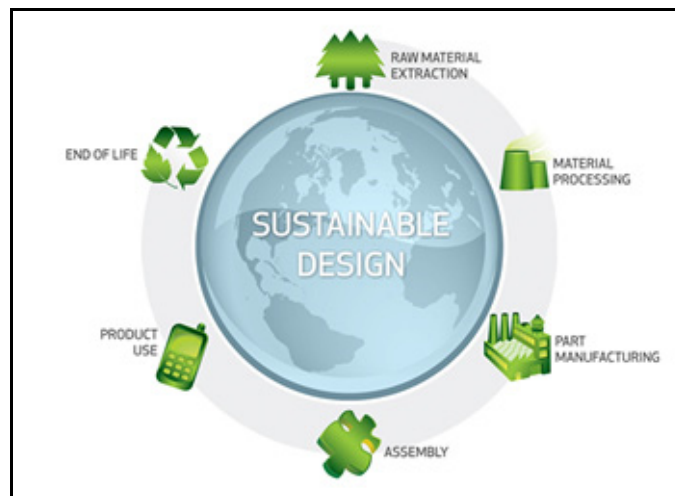 RAW MATERIAL
EXTRACTION
END OF LIFE
MATERIAL
PROCESSING
SUSTAINABLE
DESIGN
PRODUCT
USE
PART
MANUFACTURING
ASSEMBLY